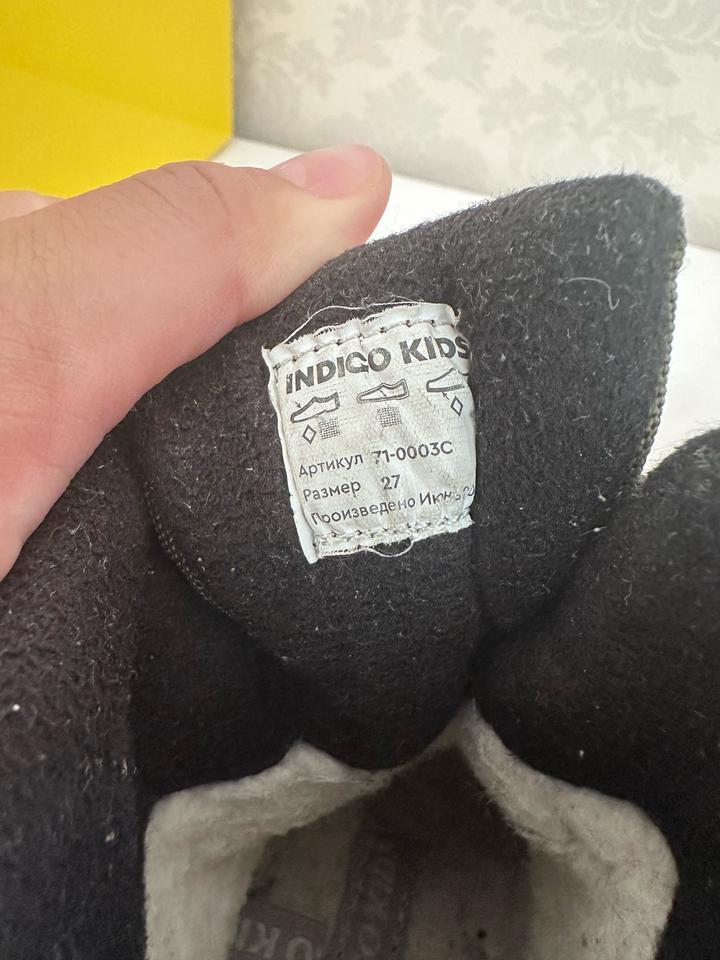 INDIGO KIDS
Артикул 71-0003C
Размер 27
Произведено